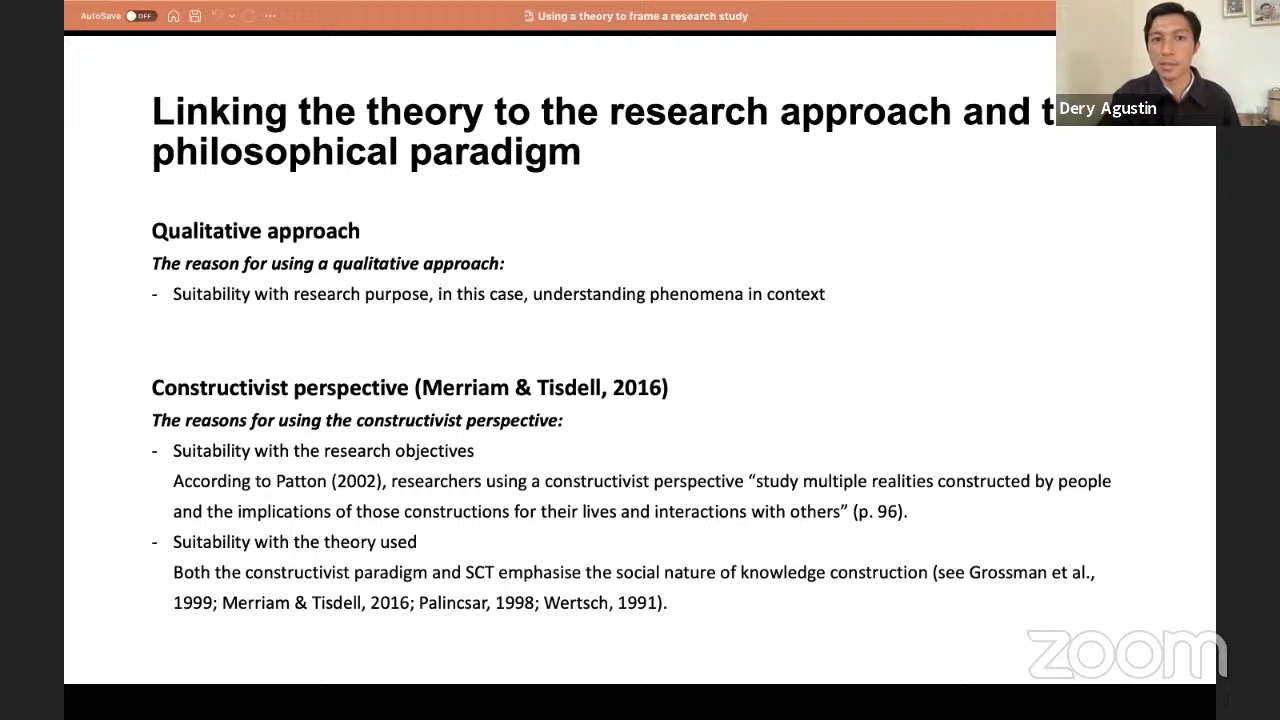 AutoSave OFF
Using a theory to frame a research study
Dery Agustin
Linking the theory to the research approach and t
philosophical paradigm
Qualitative approach
The reason for using a qualitative approach:
- Suitability with research purpose, in this case, understanding phenomena in context
Constructivist perspective (Merriam & Tisdell, 2016)
The reasons for using the constructivist perspective:
- Suitability with the research objectives
According to Patton (2002), researchers using a constructivist perspective “study multiple realities constructed by people
and the implications of those constructions for their lives and interactions with others” (p. 96).
- Suitability with the theory used
Both the constructivist paradigm and SCT emphasise the social nature of knowledge construction (see Grossman et al.,
1999; Merriam & Tisdell, 2016; Palincsar, 1998; Wertsch, 1991).
zoom